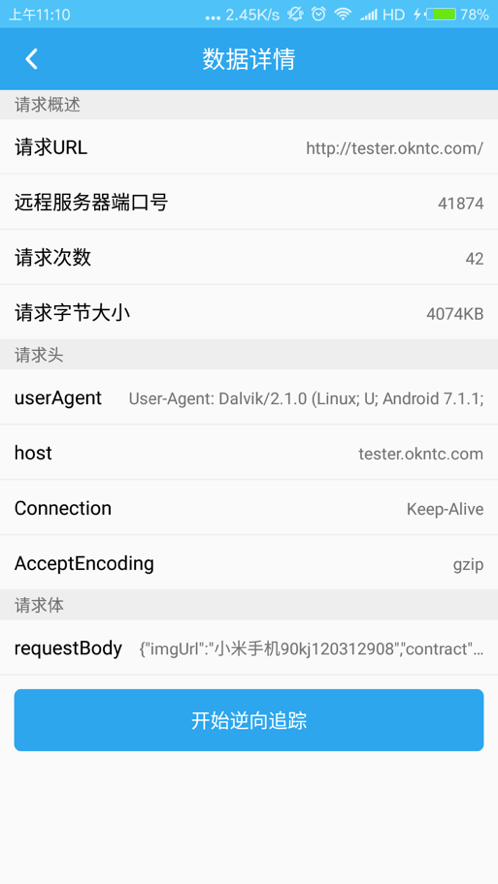 上午11:10 ... 2.45K/s HD 78%
数据详情
请求概述
请求URL http://tester.okntc.com/
远程服务器端口号 41874
请求次数 42
请求字节大小 4074KB
请求头
userAgent User-Agent: Dalvik/2.1.0 (Linux; U; Android 7.1.1;
host tester.okntc.com
Connection Keep-Alive
AcceptEncoding gzip
请求体
requestBody {"imgUrl":"小米手机90kj120312908","contract"...
开始逆向追踪